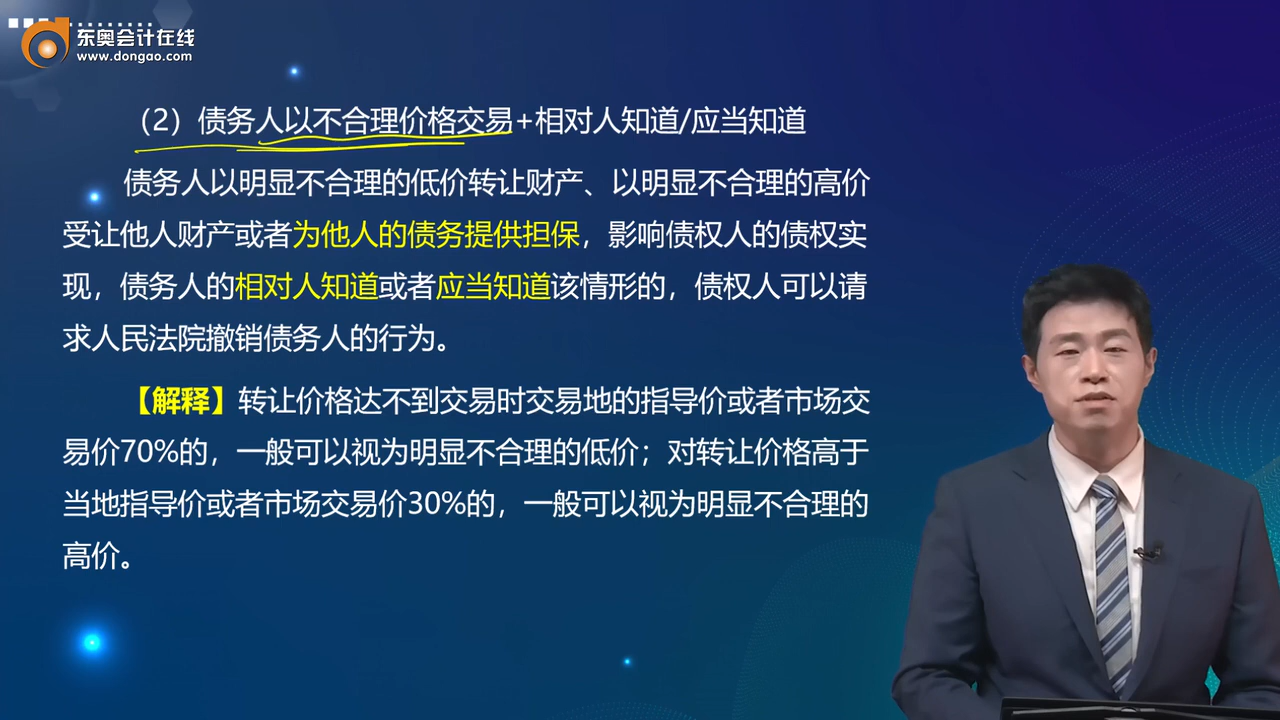 东奥会计在线
www.dongao.com
（2）债务人以不合理价格交易+相对人知道/应当知道
债务人以明显不合理的低价转让财产、以明显不合理的高价
受让他人财产或者为他人的债务提供担保，影响债权人的债权实
现，债务人的相对人知道或者应当知道该情形的，债权人可以请
求人民法院撤销债务人的行为。
【解释】转让价格达不到交易时交易地的指导价或者市场交
易价70%的，一般可以视为明显不合理的低价；对转让价格高于
当地指导价或者市场交易价30%的，一般可以视为明显不合理的
高价。